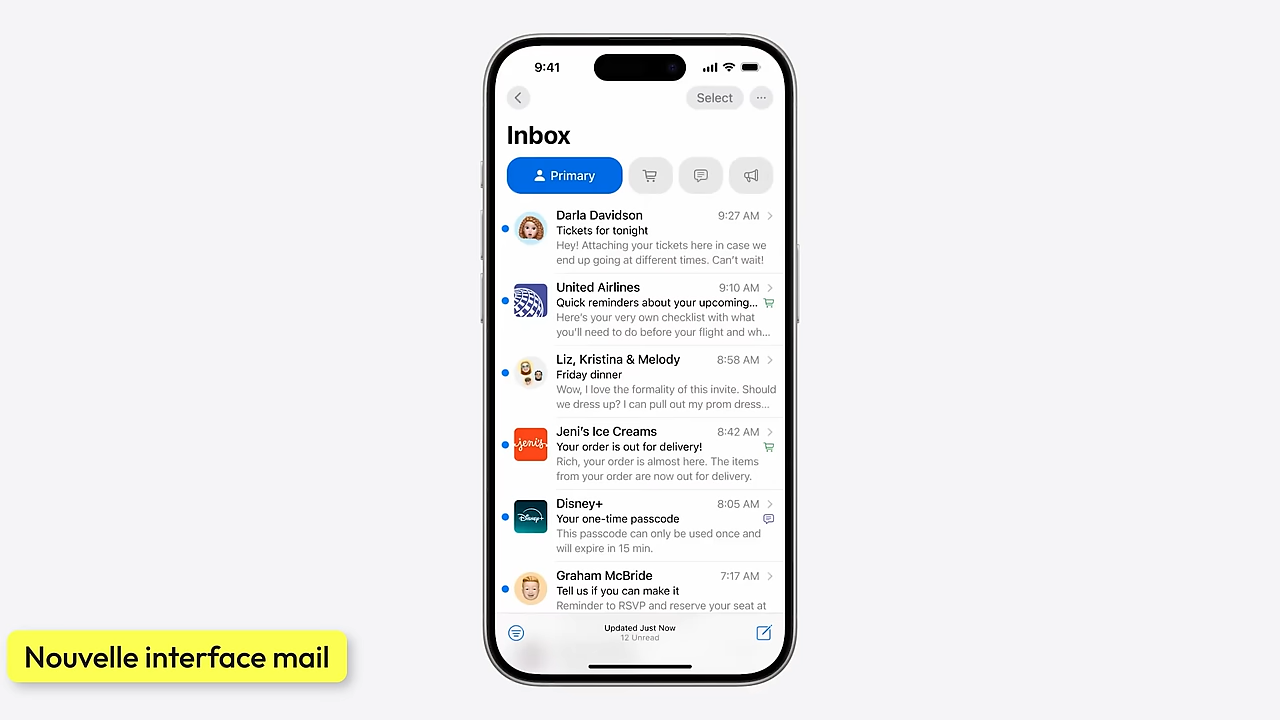 9:41
Select
Inbox
Primary
Darla Davidson 9:27 AM
Tickets for tonight
Hey! Attaching your tickets here in case we
end up going at different times. Can't wait!
United Airlines 9:10 AM
Quick reminders about your upcoming...
Here's your very own checklist with what
you'll need to do before your flight and wh...
Liz, Kristina & Melody 8:58 AM
Friday dinner
Wow, I love the formality of this invite. Should
we dress up? I can pull out my prom dress...
jeni's
Jeni's Ice Creams 8:42 AM
Your order is out for delivery!
Rich, your order is almost here. The items
from your order are now out for delivery.
Disney+
Disney+ 8:05 AM
Your one-time passcode
This passcode can only be used once and
will expire in 15 min.
Graham McBride 7:17 AM
Tell us if you can make it
Reminder to RSVP and reserve your seat at
Updated Just Now
12 Unread
Nouvelle interface mail